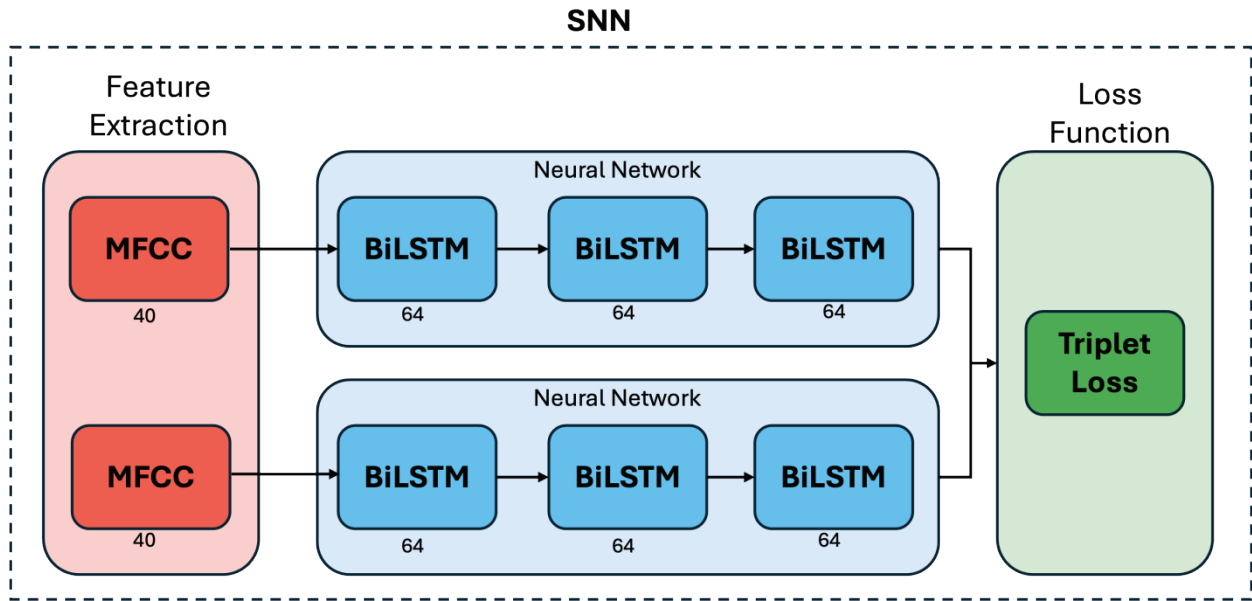 SNN
Feature
Extraction
MFCC
40
MFCC
40
Neural Network
BiLSTM
64
BiLSTM
64
BiLSTM
64
Neural Network
BiLSTM
64
BiLSTM
64
BiLSTM
64
Loss
Function
Triplet
Loss